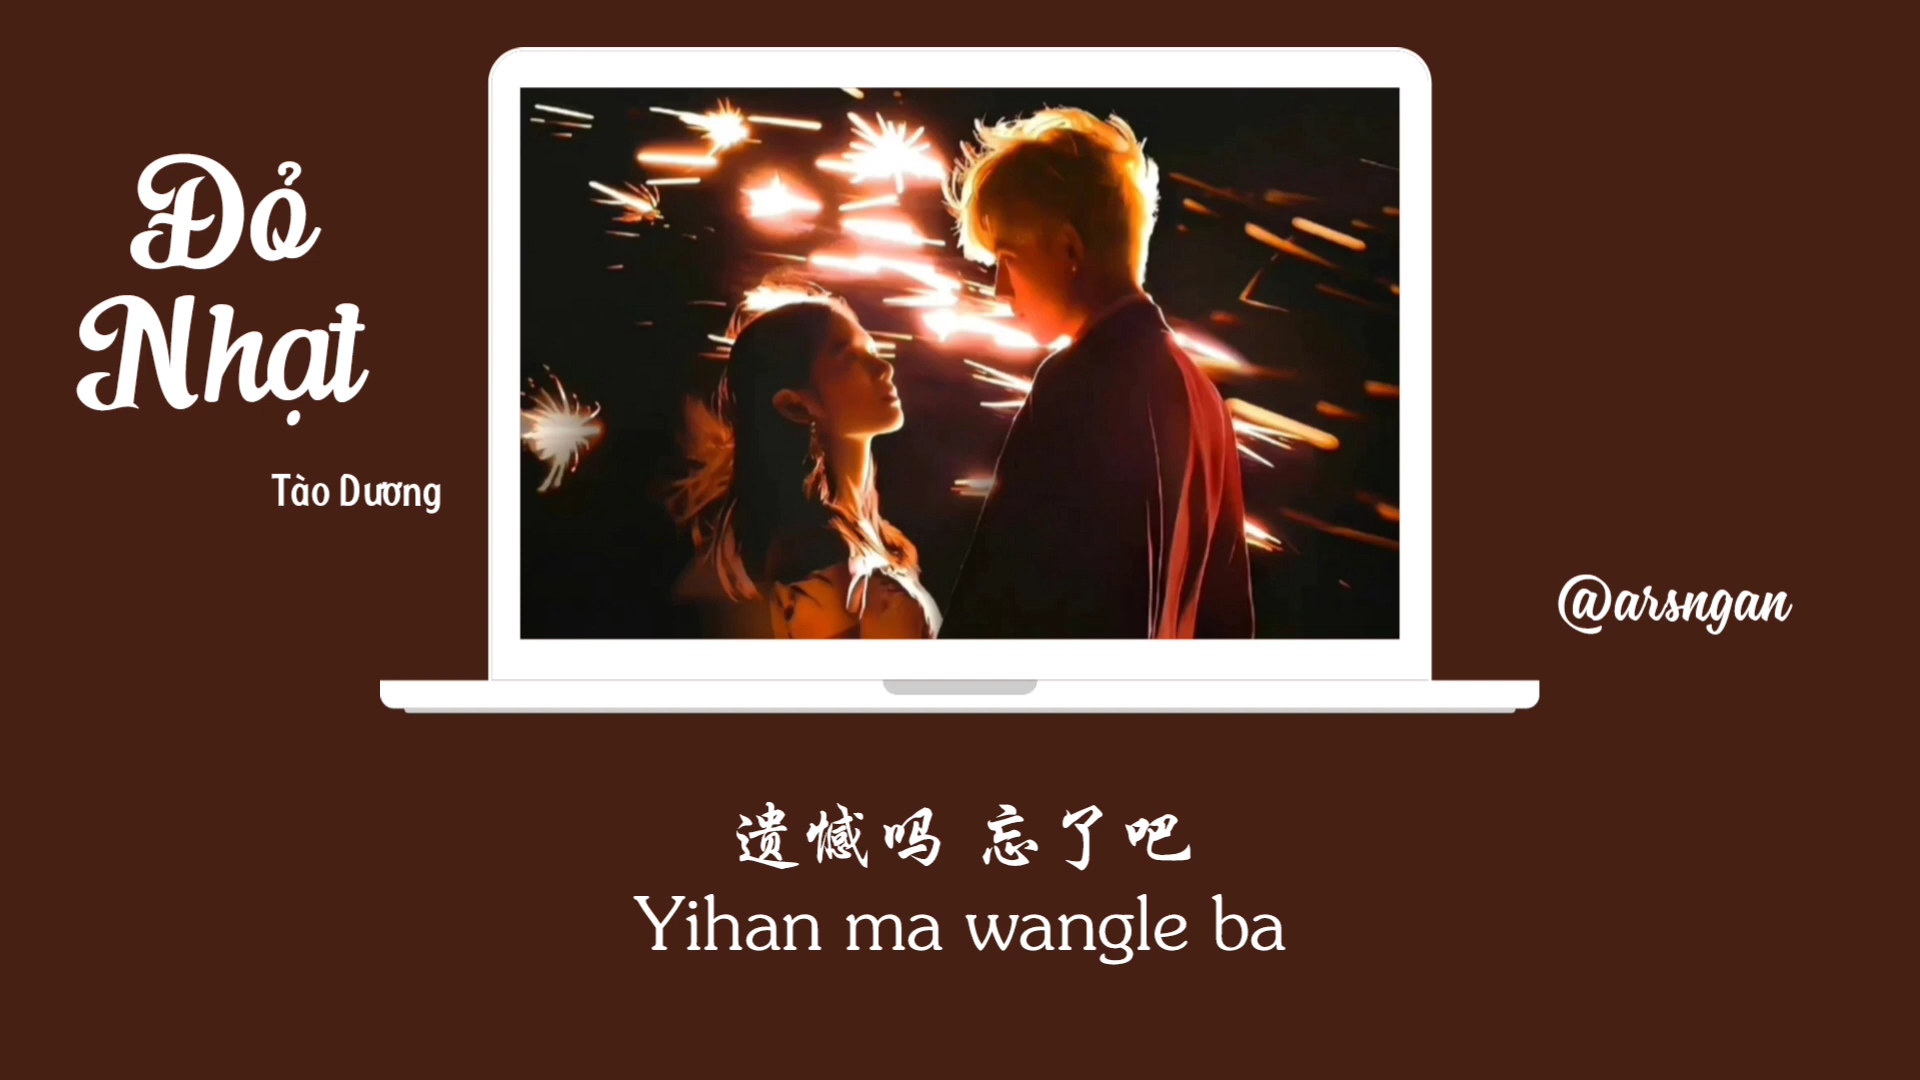 Đỏ
Nhạt
Tào Dương
@arsngan
遗憾吗 忘了吧
Yihan ma wangle ba